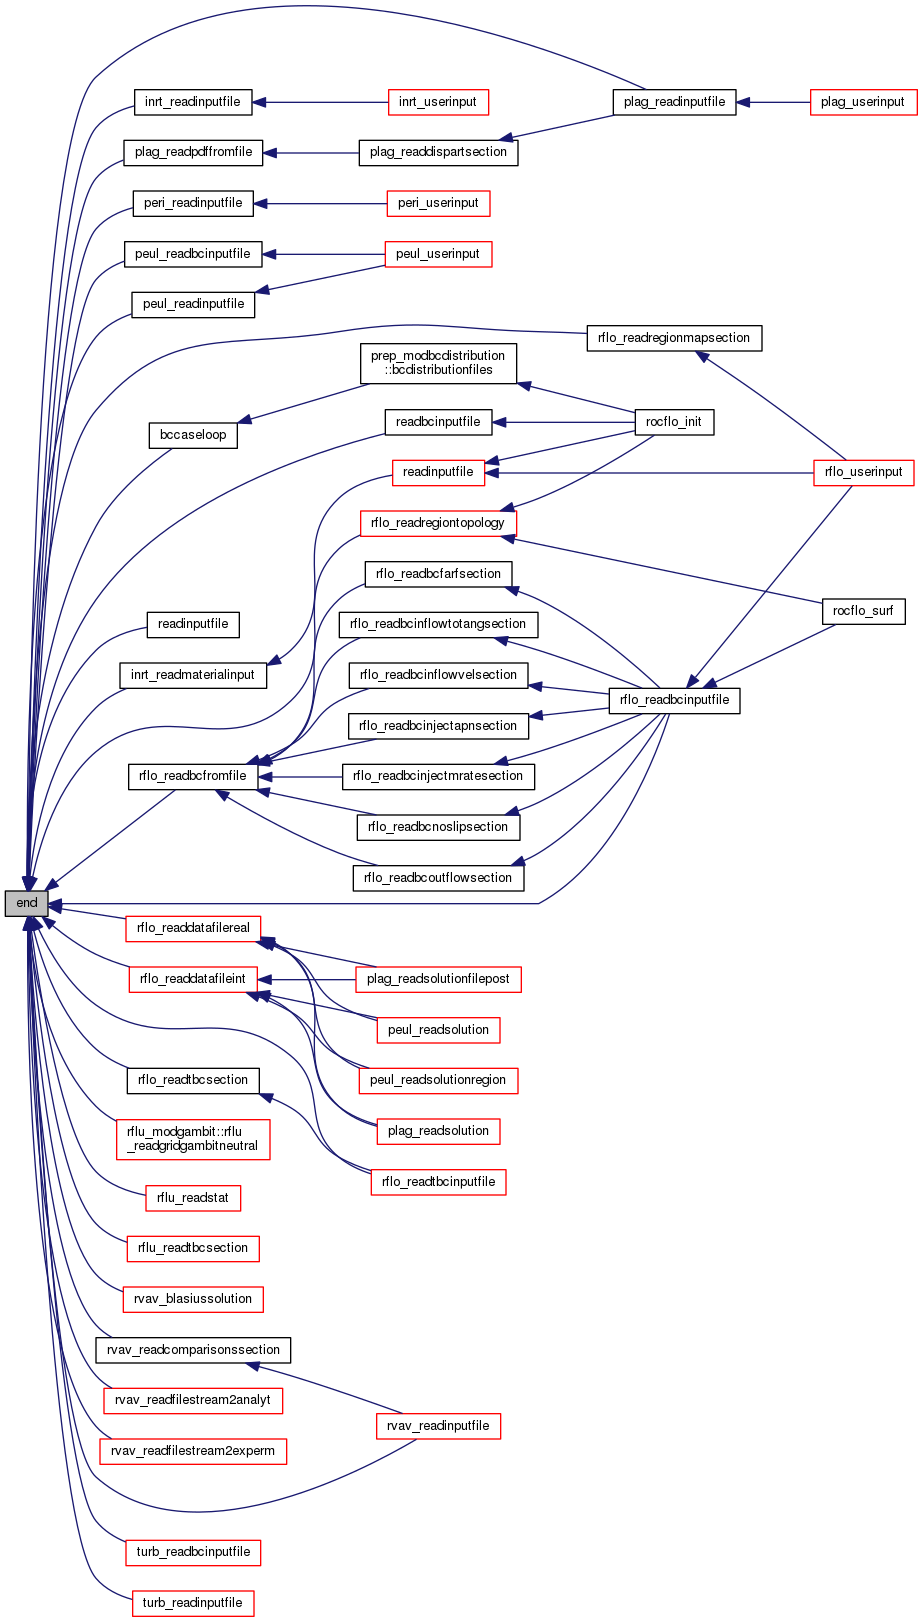 inrt_readinputfile
inrt_userinput
plag_readinputfile
plag_userinput
plag_readpdffromfile
plag_readdispartsection
peri_readinputfile
peri_userinput
peul_readbcinputfile
peul_userinput
peul_readinputfile
rflo_readregionmapsection
prep_modbcdistribution
::bcdistributionfiles
bccaseloop
readbcinputfile
rocflo_init
readinputfile
rflo_userinput
rflo_readregiontopology
rflo_readbcfarfsection
rocflo_surf
readinputfile
rflo_readbcinflowtotangsection
inrt_readmaterialinput
rflo_readbcinflowvelsection
rflo_readbcinputfile
rflo_readbcinjectapnsection
rflo_readbcfromfile
rflo_readbcinjectmratesection
rflo_readbcnoslipsection
rflo_readbcoutflowsection
end
rflo_readdatafilereal
rflo_readdatafileint
plag_readsolutionfilepost
peul_readsolution
rflo_readtbcsection
peul_readsolutionregion
rflu_modgambit::rflu
_readgridgambitneutral
plag_readsolution
rflo_readtbcinputfile
rflu_readstat
rflu_readtbcsection
rvav_blasiussolution
rvav_readcomparisonssection
rvav_readfilestream2analyt
rvav_readinputfile
rvav_readfilestream2experm
turb_readbcinputfile
turb_readinputfile